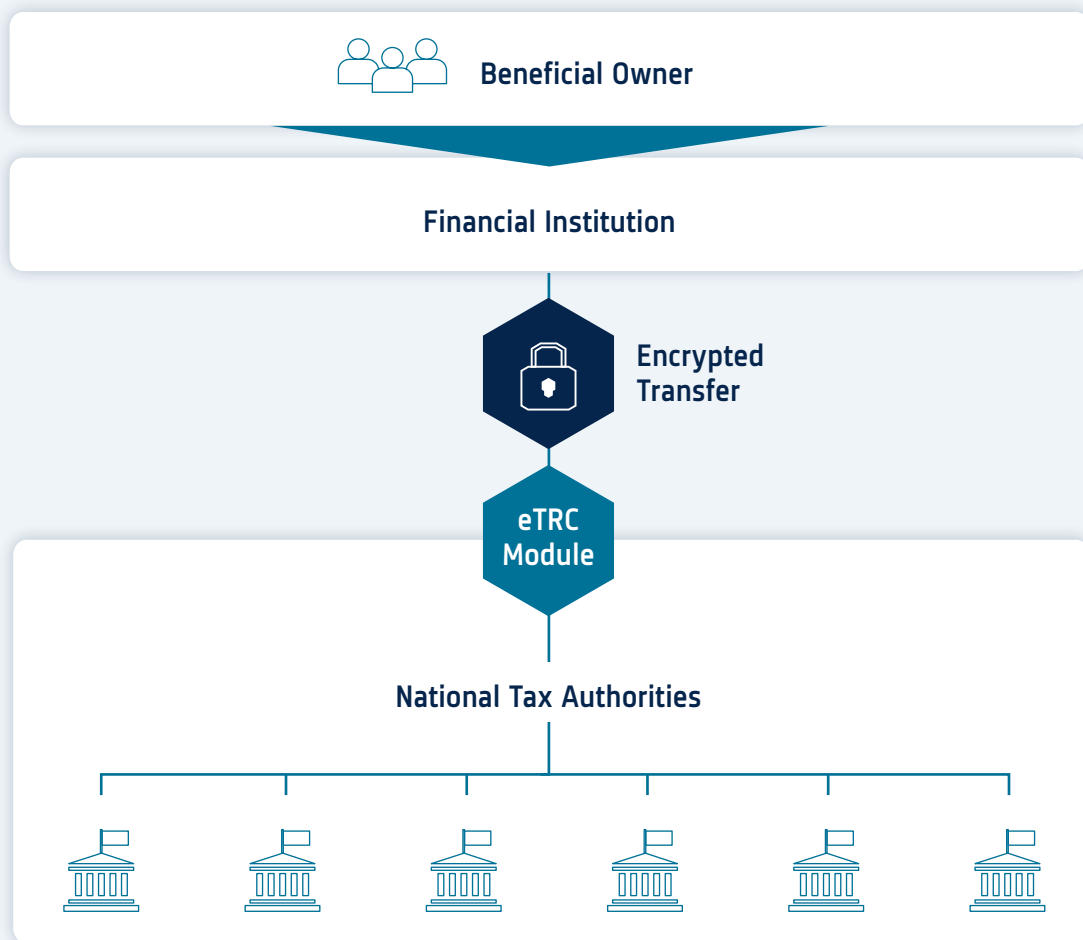 Beneficial Owner
Financial Institution
Encrypted
Transfer
eTRC
Module
National Tax Authorities